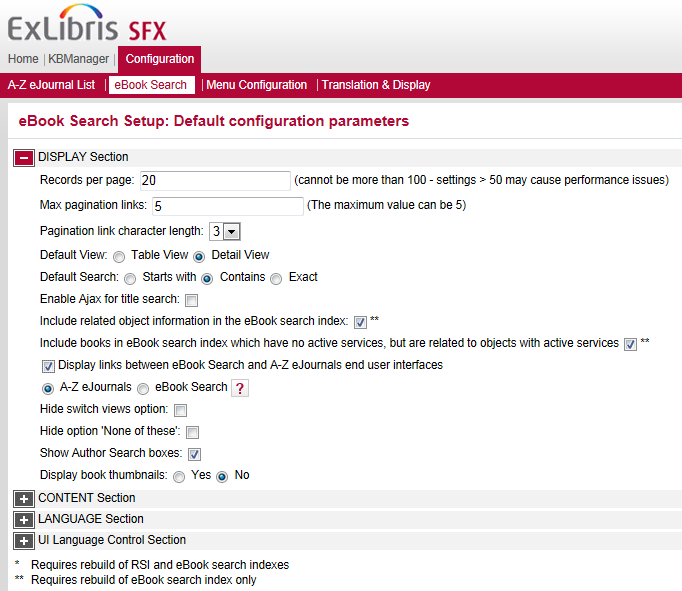 ExLibris SFX
Home | KBManager | Configuration
A-Z eJournal List | eBook Search | Menu Configuration | Translation & Display
eBook Search Setup: Default configuration parameters
DISPLAY Section
Records per page: 20 (cannot be more than 100 - settings > 50 may cause performance issues)
Max pagination links: 5 (The maximum value can be 5)
Pagination link character length: 3
Default View: Table View Detail View
Default Search: Starts with Contains Exact
Enable Ajax for title search:
Include related object information in the eBook search index: **
Include books in eBook search index which have no active services, but are related to objects with active services **
Display links between eBook Search and A-Z eJournals end user interfaces
A-Z eJournals eBook Search ?
Hide switch views option:
Hide option 'None of these':
Show Author Search boxes:
Display book thumbnails: Yes No
CONTENT Section
LANGUAGE Section
UI Language Control Section
* Requires rebuild of RSI and eBook search indexes
** Requires rebuild of eBook search index only